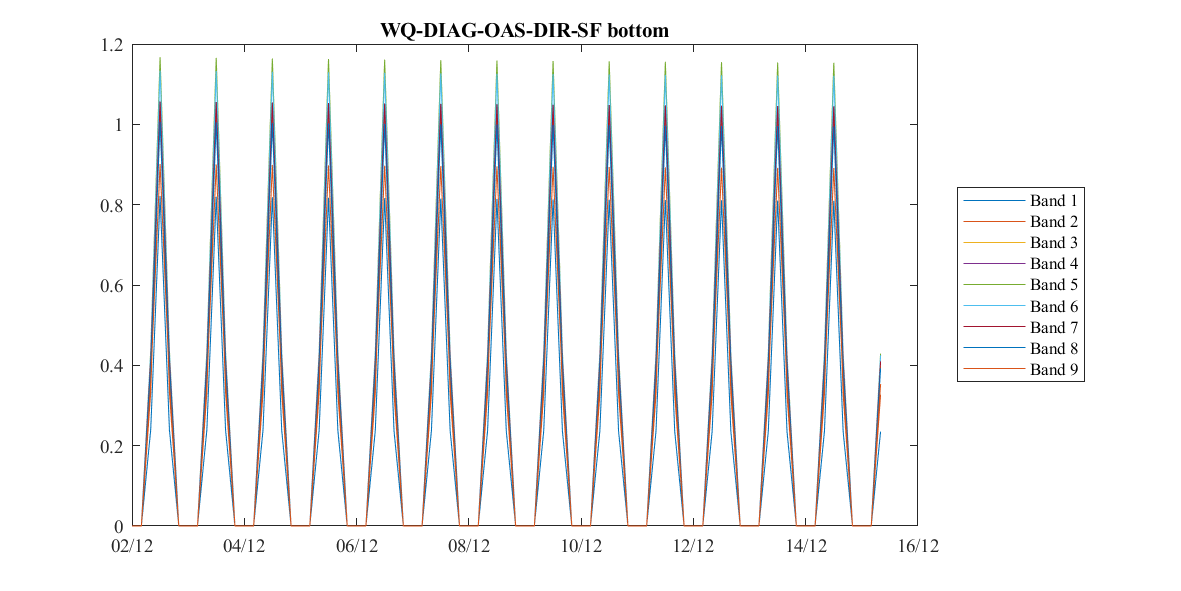 WQ-DIAG-OAS-DIR-SF bottom
1.2
1
0.8
0.6
0.4
0.2
0
02/12
04/12
06/12
08/12
10/12
12/12
14/12
16/12
Band 1
Band 2
Band 3
Band 4
Band 5
Band 6
Band 7
Band 8
Band 9